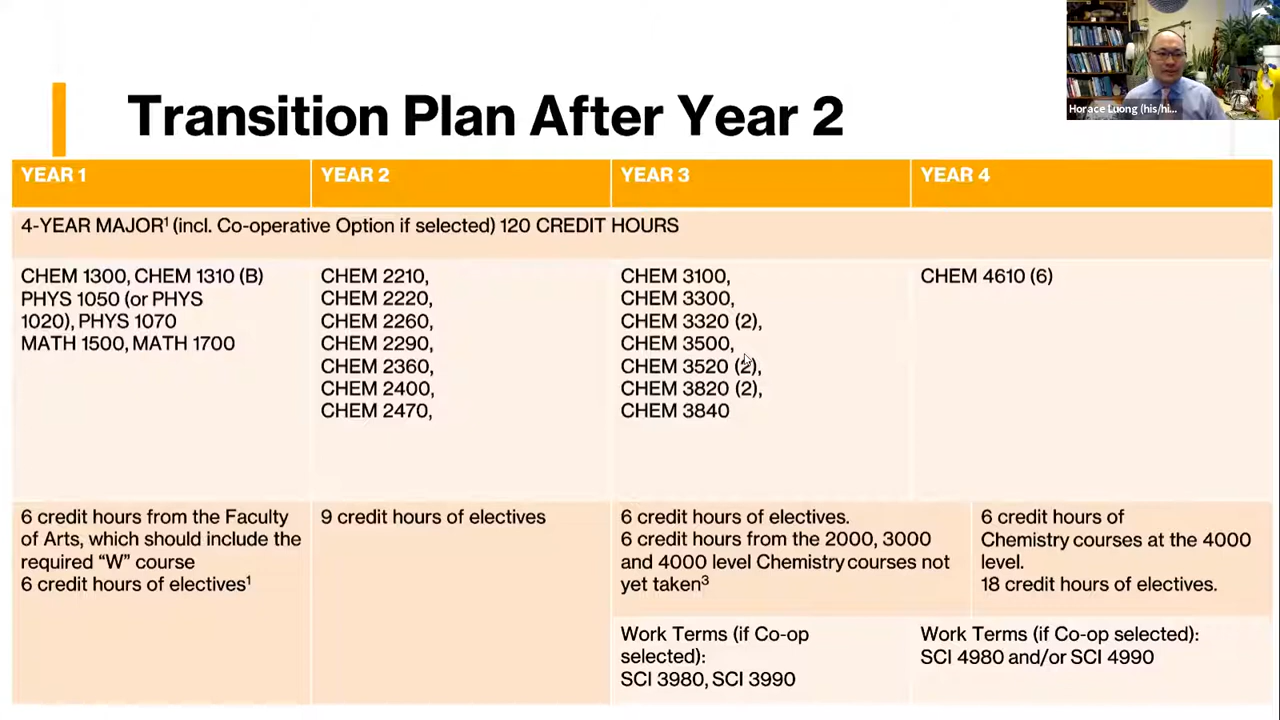 Horace Luong (his/hi...
Transition Plan After Year 2
YEAR 1
YEAR 2
YEAR 3
YEAR 4
4-YEAR MAJOR¹ (incl. Co-operative Option if selected) 120 CREDIT HOURS
CHEM 1300, CHEM 1310 (B)
PHYS 1050 (or PHYS
1020), PHYS 1070
MATH 1500, MATH 1700
CHEM 2210,
CHEM 2220,
CHEM 2260,
CHEM 2290,
CHEM 2360,
CHEM 2400,
CHEM 2470,
CHEM 3100,
CHEM 3300,
CHEM 3320 (2),
CHEM 3500,
CHEM 3520 (2),
CHEM 3820 (2),
CHEM 3840
CHEM 4610 (6)
6 credit hours from the Faculty
of Arts, which should include the
required “W” course
6 credit hours of electives¹
9 credit hours of electives
6 credit hours of electives.
6 credit hours from the 2000, 3000
and 4000 level Chemistry courses not
yet taken³
6 credit hours of
Chemistry courses at the 4000
level.
18 credit hours of electives.
Work Terms (if Co-op
selected):
SCI 3980, SCI 3990
Work Terms (if Co-op selected):
SCI 4980 and/or SCI 4990